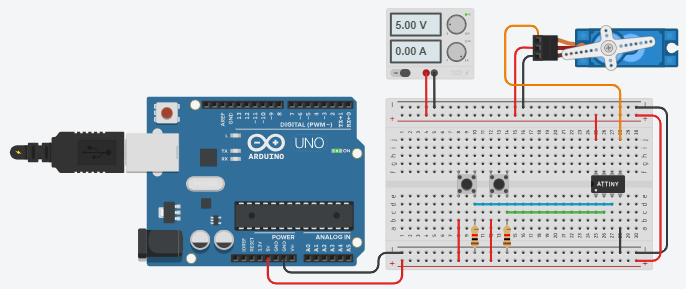 5.00 V
0.00 A
AREF
GND
13
12
~11
~10
~9
8
7
~6
~5
4
~3
2
TX→1
RX←0
DIGITAL (PWM~)
L
TX
RX
UNO
ON
ARDUINO
ATTINY
POWER
ANALOG IN
IOREF
RESET
3.3V
5V
GND
GND
Vin
A0
A1
A2
A3
A4
A5